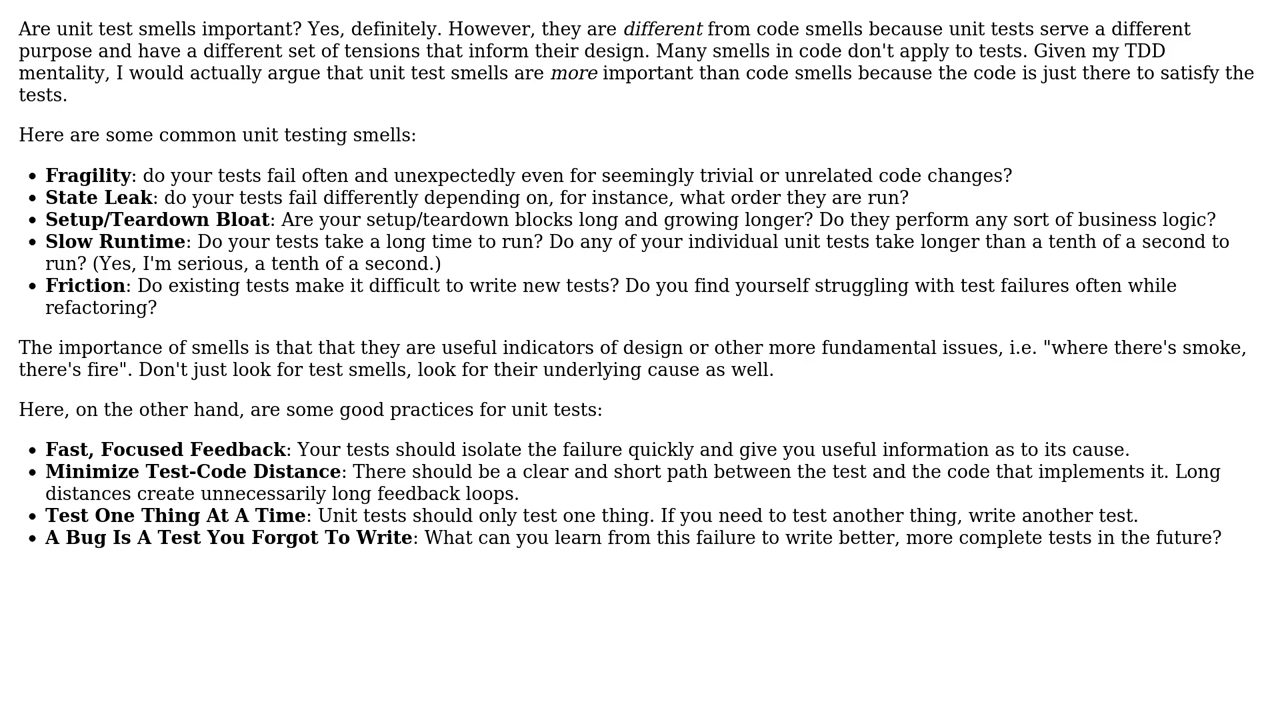 Are unit test smells important? Yes, definitely. However, they are different from code smells because unit tests serve a different
purpose and have a different set of tensions that inform their design. Many smells in code don't apply to tests. Given my TDD
mentality, I would actually argue that unit test smells are more important than code smells because the code is just there to satisfy the
tests.
Here are some common unit testing smells:
• Fragility: do your tests fail often and unexpectedly even for seemingly trivial or unrelated code changes?
• State Leak: do your tests fail differently depending on, for instance, what order they are run?
• Setup/Teardown Bloat: Are your setup/teardown blocks long and growing longer? Do they perform any sort of business logic?
• Slow Runtime: Do your tests take a long time to run? Do any of your individual unit tests take longer than a tenth of a second to
run? (Yes, I'm serious, a tenth of a second.)
• Friction: Do existing tests make it difficult to write new tests? Do you find yourself struggling with test failures often while
refactoring?
The importance of smells is that that they are useful indicators of design or other more fundamental issues, i.e. "where there's smoke,
there's fire". Don't just look for test smells, look for their underlying cause as well.
Here, on the other hand, are some good practices for unit tests:
• Fast, Focused Feedback: Your tests should isolate the failure quickly and give you useful information as to its cause.
• Minimize Test-Code Distance: There should be a clear and short path between the test and the code that implements it. Long
distances create unnecessarily long feedback loops.
• Test One Thing At A Time: Unit tests should only test one thing. If you need to test another thing, write another test.
• A Bug Is A Test You Forgot To Write: What can you learn from this failure to write better, more complete tests in the future?